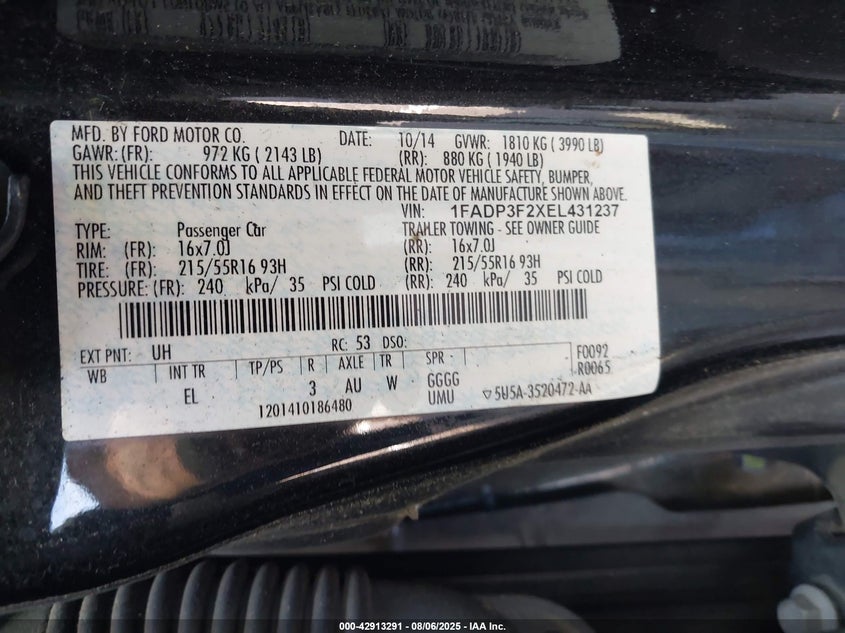 MFD. BY FORD MOTOR CO. DATE: 10/14 GVWR: 1810 KG ( 3990 LB)
GAWR:(FR): 972 KG ( 2143 LB) (RR): 880 KG ( 1940 LB)
THIS VEHICLE CONFORMS TO ALL APPLICABLE FEDERAL MOTOR VEHICLE SAFETY, BUMPER,
AND THEFT PREVENTION STANDARDS IN EFFECT ON THE DATE OF MANUFACTURE SHOWN ABOVE.
VIN: 1FADP3F2XEL431237
TYPE: Passenger Car TRAILER TOWING - SEE OWNER GUIDE
RIM: (FR): 16x7.0J (RR): 16x7.0J
TIRE: (FR): 215/55R16 93H (RR): 215/55R16 93H
PRESSURE: (FR): 240 kPa/ 35 PSI COLD (RR): 240 kPa/ 35 PSI COLD
EXT PNT: UH RC: 53 DSO: F0092
WB INT TR TP/PS R AXLE TR SPR R0065
EL 3 AU W GGGG
UMU ▽5U5A-3520472-AA
1201410186480
000-42913291 - 08/06/2025 - IAA Inc.